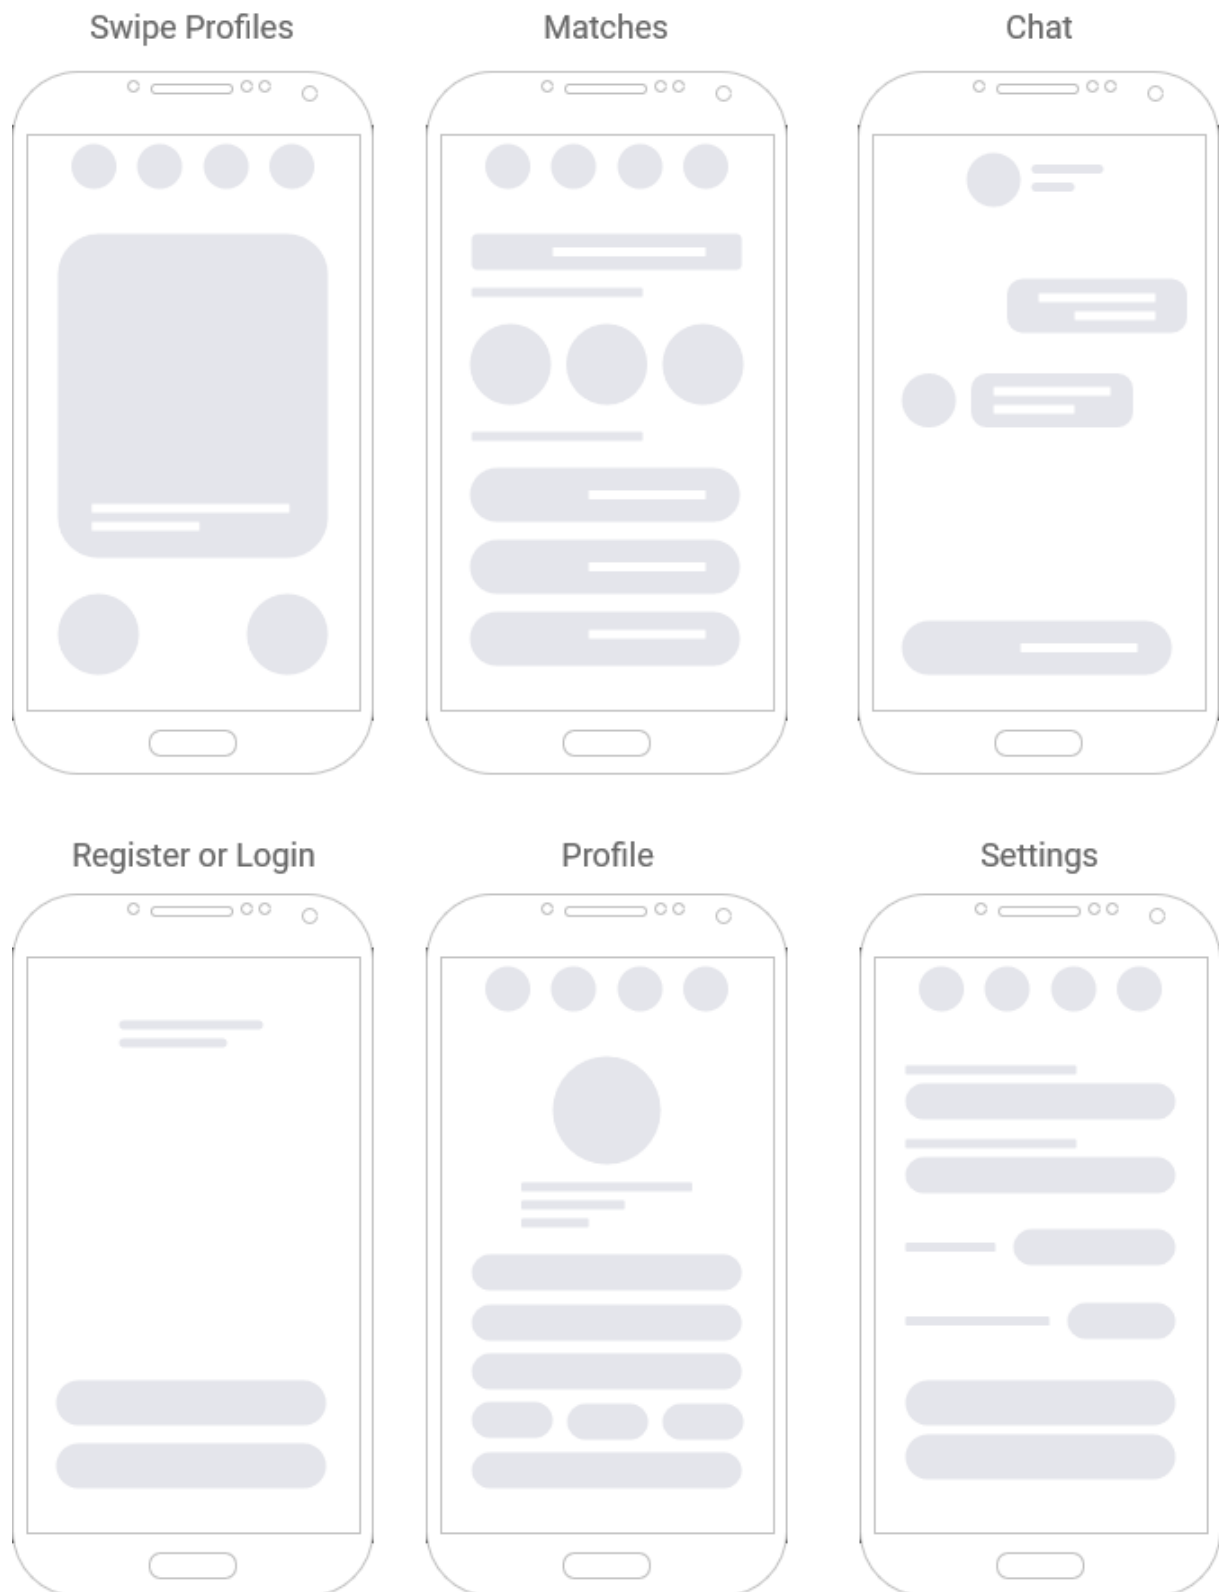 Swipe Profiles
Matches
Chat
Register or Login
Profile
Settings